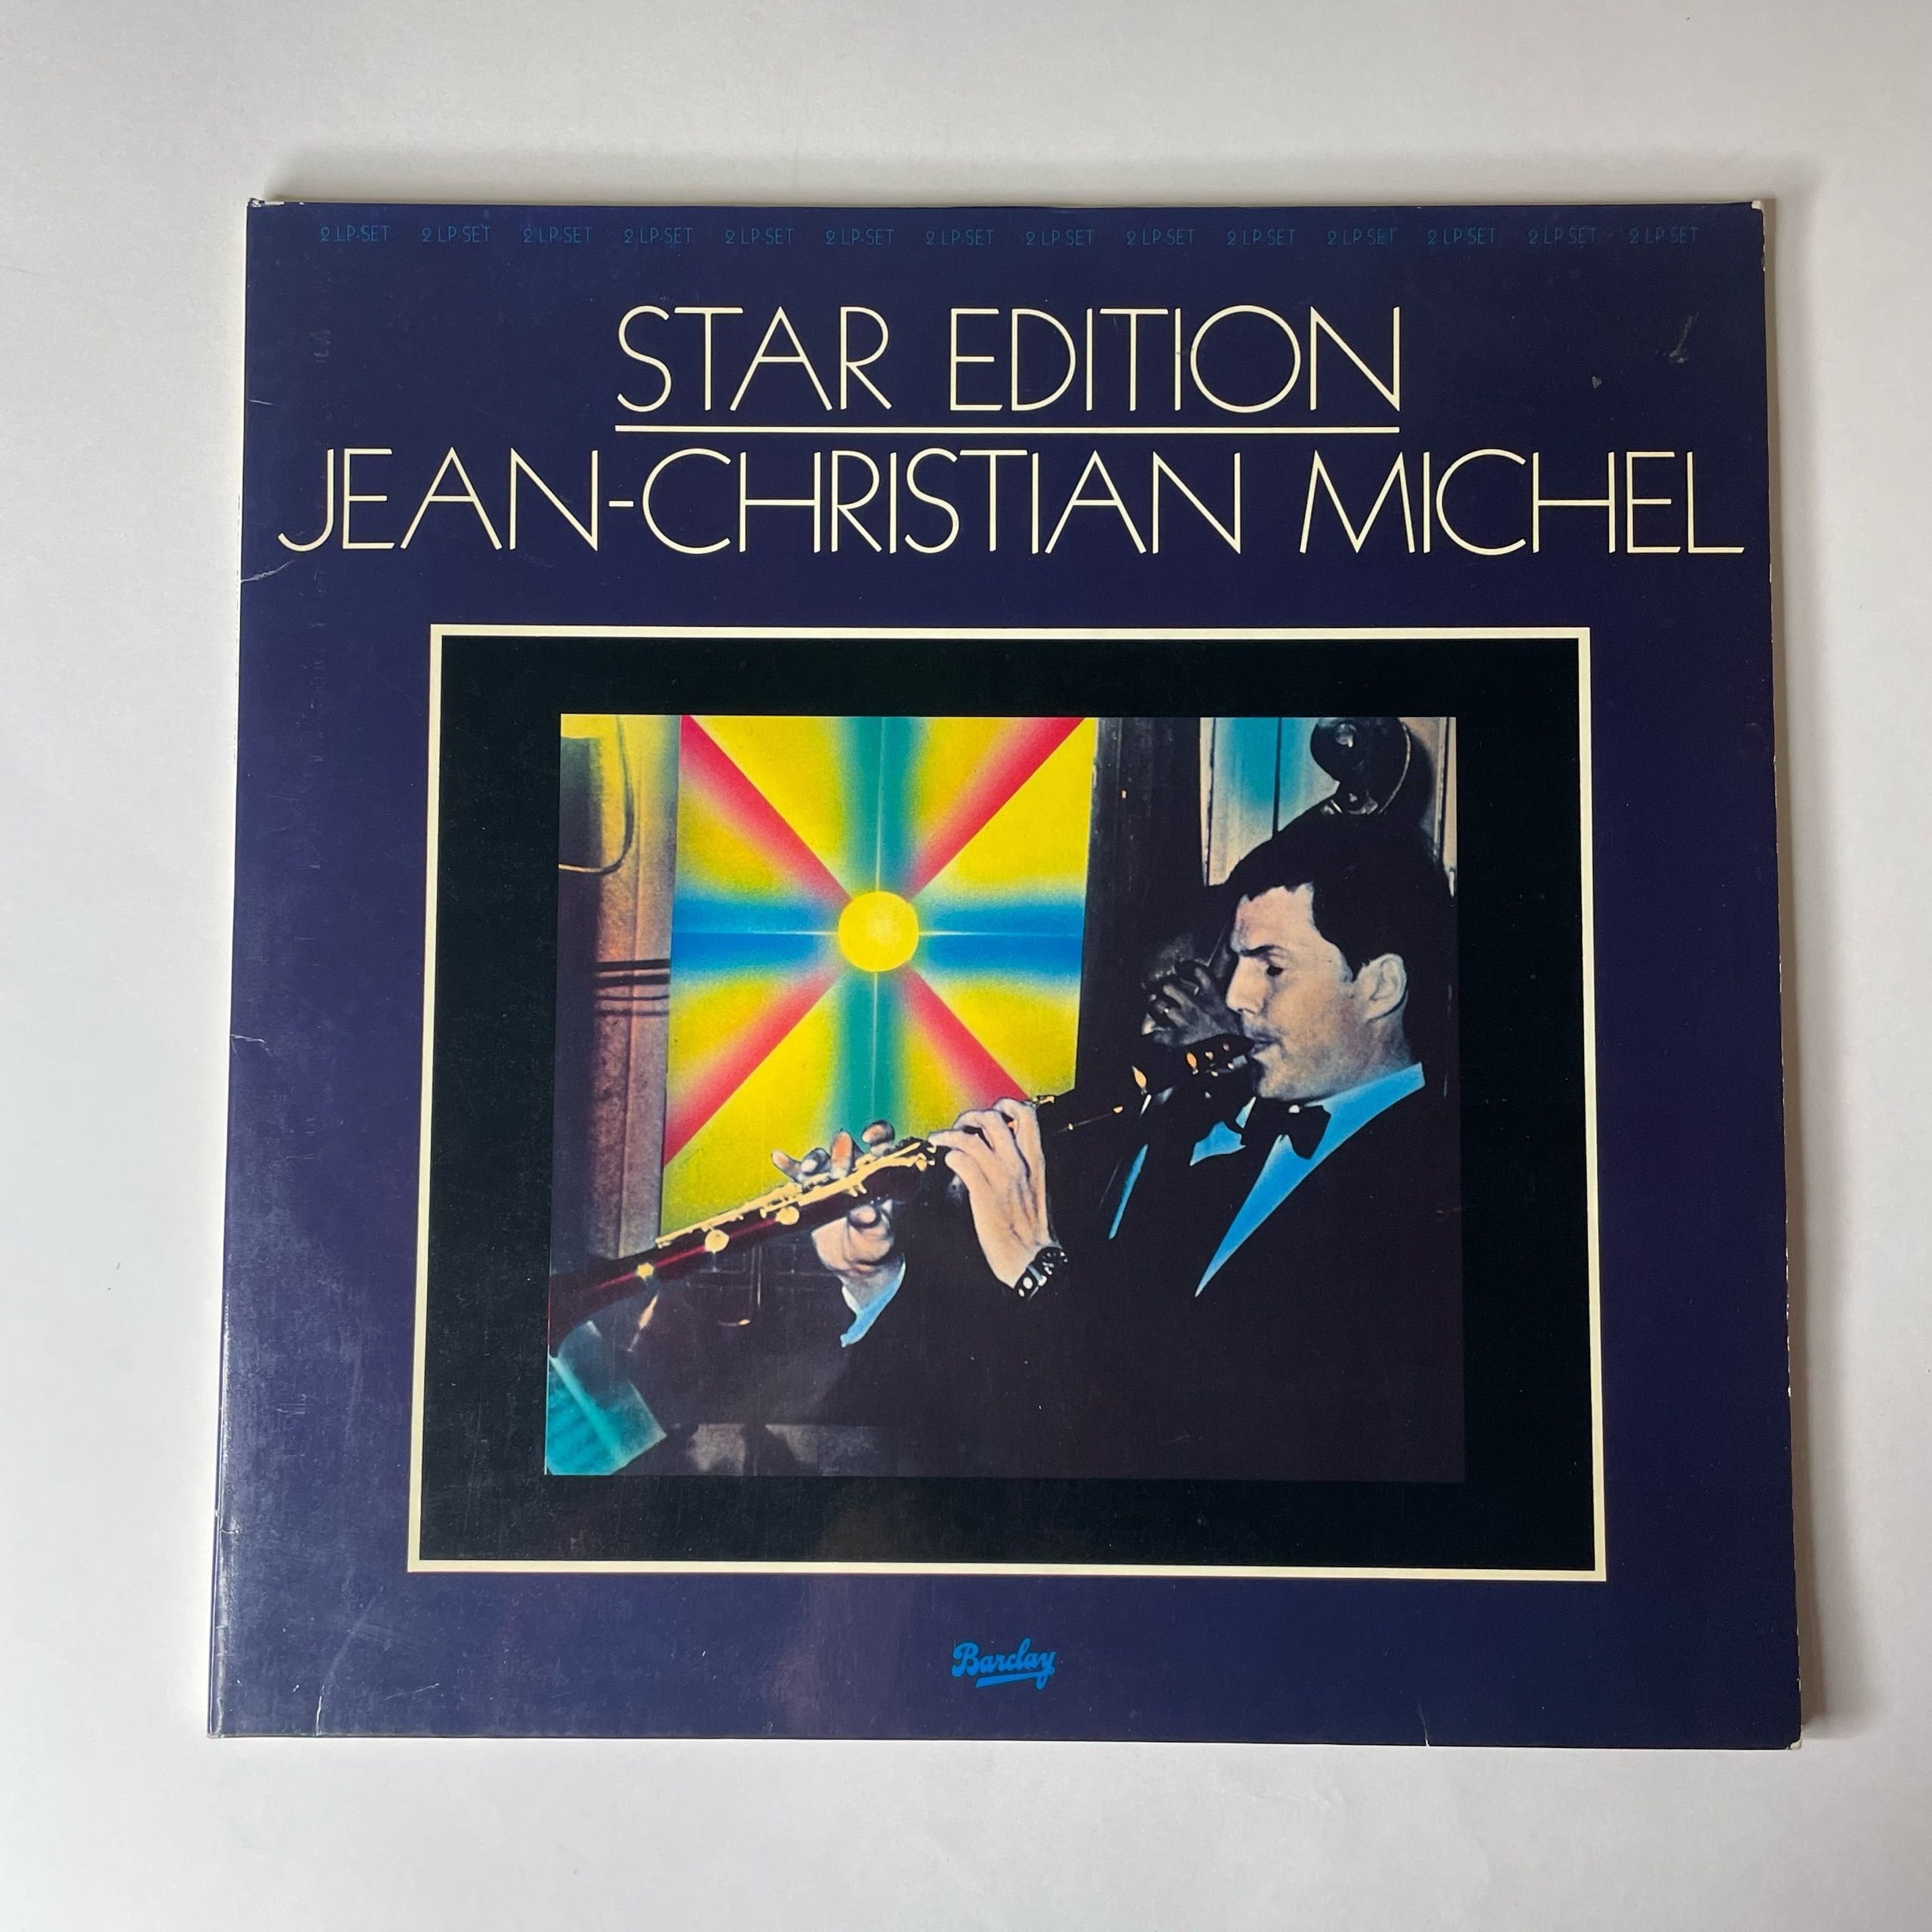 2 LP-SET 2 LP-SET 2 LP-SET 2 LP-SET 2 LP-SET 2 LP-SET 2 LP-SET 2 LP-SET 2 LP-SET 2 LP-SET 2 LP-SET 2 LP-SET 2 LP-SET 2 LP-SET
STAR EDITION
JEAN-CHRISTIAN MICHEL
Barclay